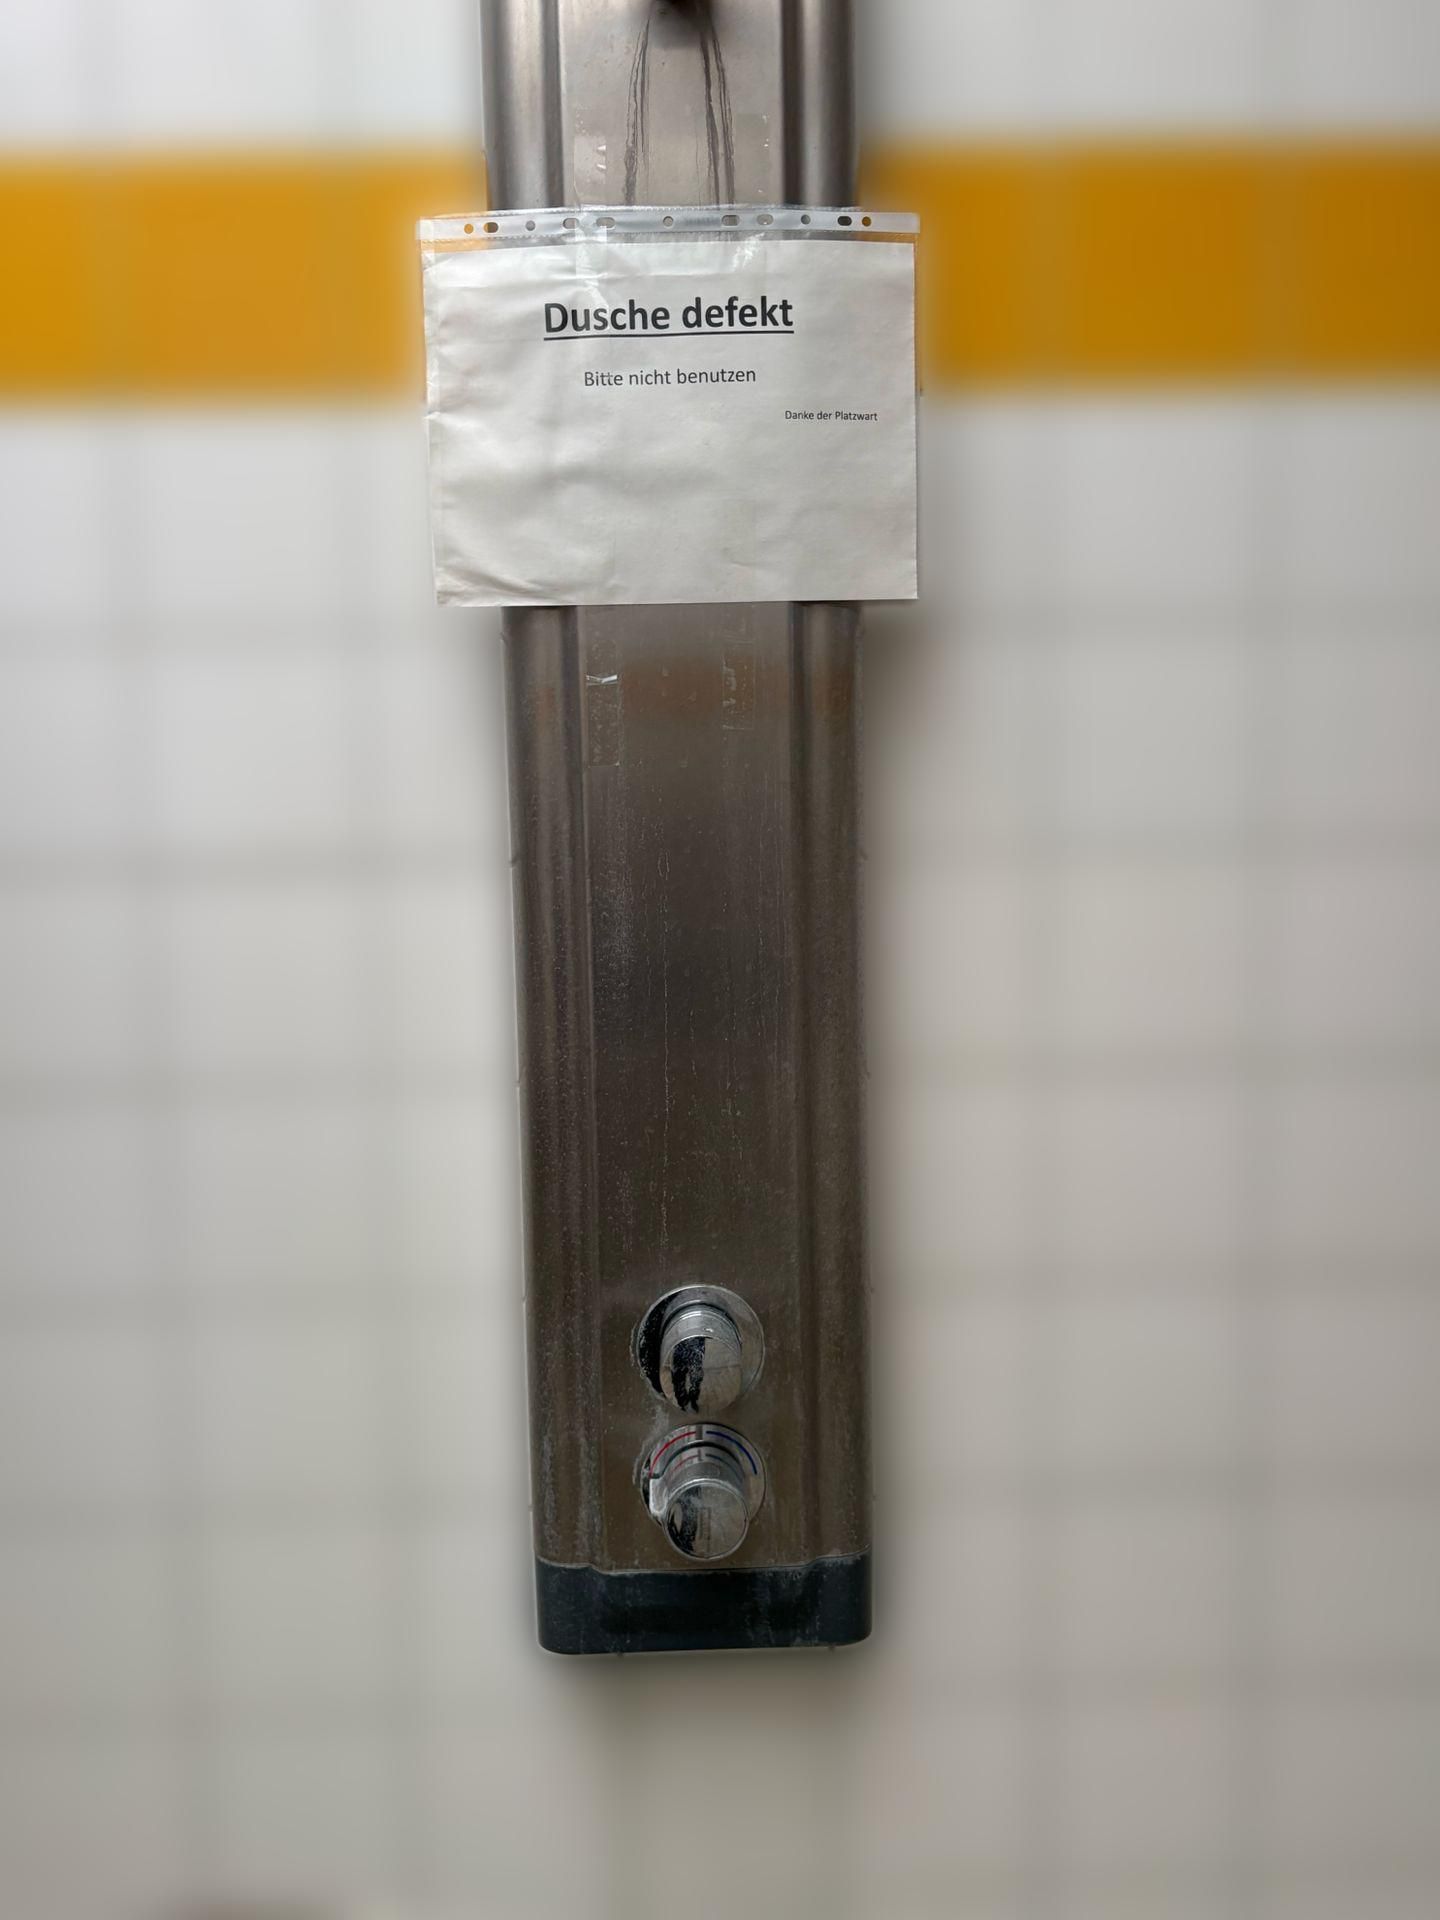 Dusche defekt
Bitte nicht benutzen
Danke der Platzwart